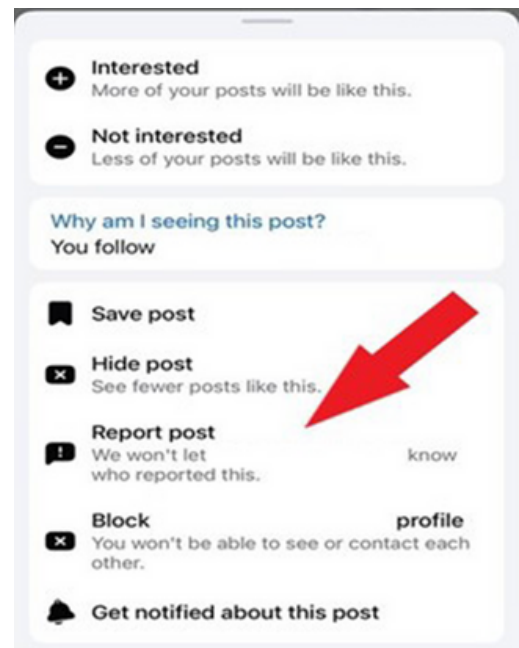 Interested
More of your posts will be like this.
Not interested
Less of your posts will be like this.
Why am I seeing this post?
You follow
Save post
Hide post
See fewer posts like this.
Report post
We won't let know
who reported this.
Block profile
You won't be able to see or contact each
other.
Get notified about this post